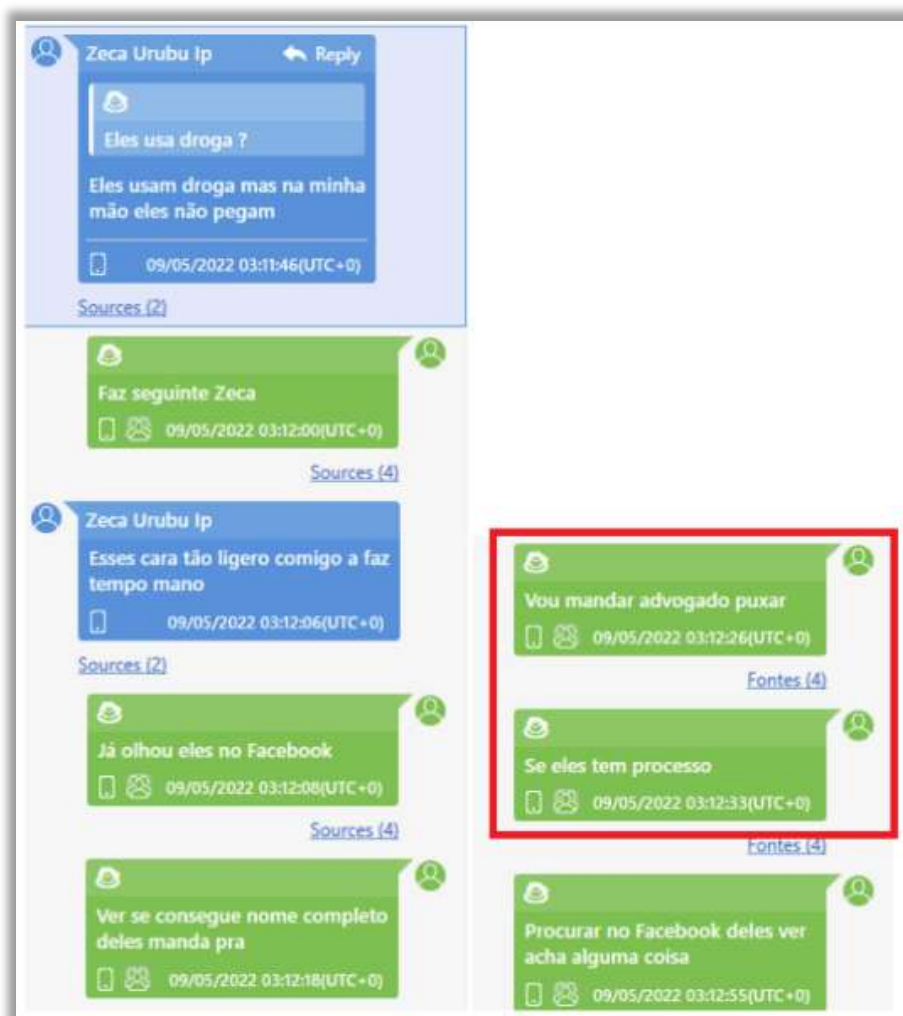 Zeca Urubu Ip
Reply
Eles usa droga ?
Eles usam droga mas na minha
mão eles não pegam
09/05/2022 03:11:46(UTC+0)
Sources (2)
Faz seguinte Zeca
09/05/2022 03:12:00(UTC+0)
Sources (4)
Zeca Urubu Ip
Esses cara tão ligero comigo a faz
tempo mano
09/05/2022 03:12:06(UTC+0)
Sources (2)
Já olhou eles no Facebook
09/05/2022 03:12:08(UTC+0)
Sources (4)
Ver se consegue nome completo
deles manda pra
09/05/2022 03:12:18(UTC+0)
Vou mandar advogado puxar
09/05/2022 03:12:26(UTC+0)
Fontes (4)
Se eles tem processo
09/05/2022 03:12:33(UTC+0)
Fontes (4)
Procurar no Facebook deles ver
acha alguma coisa
09/05/2022 03:12:55(UTC+0)